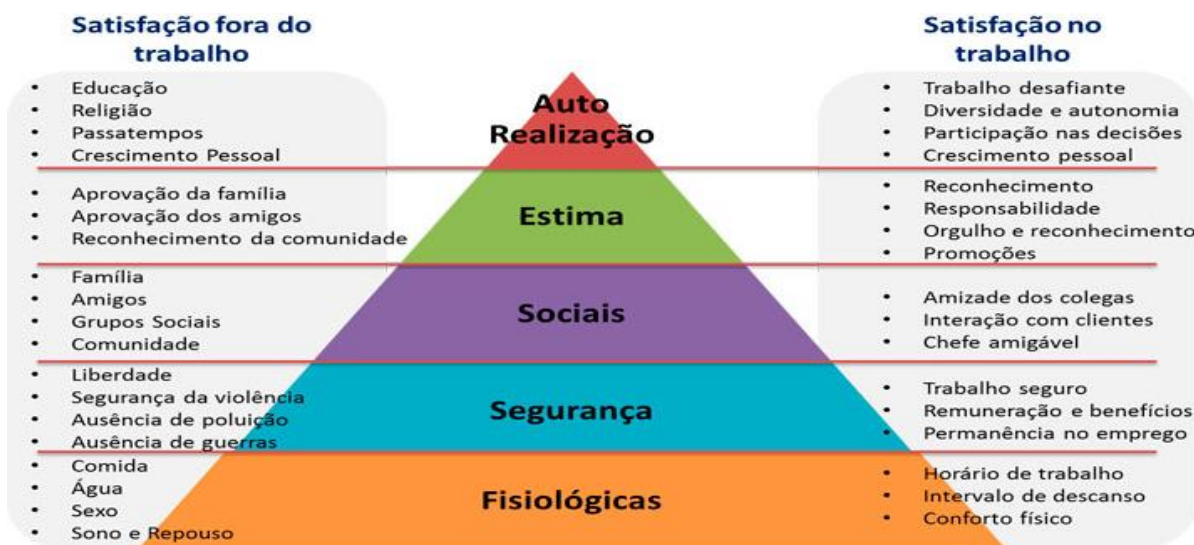 Satisfação fora do
trabalho
Satisfação no
trabalho
• Educação
• Religião
• Passatempos
• Crescimento Pessoal
Auto
Realização
• Trabalho desafiante
• Diversidade e autonomia
• Participação nas decisões
• Crescimento pessoal
• Aprovação da família
• Aprovação dos amigos
• Reconhecimento da comunidade
Estima
• Reconhecimento
• Responsabilidade
• Orgulho e reconhecimento
• Promoções
• Família
• Amigos
• Grupos Sociais
• Comunidade
Sociais
• Amizade dos colegas
• Interação com clientes
• Chefe amigável
• Liberdade
• Segurança da violência
• Ausência de poluição
• Ausência de guerras
Segurança
• Trabalho seguro
• Remuneração e benefícios
• Permanência no emprego
• Comida
• Água
• Sexo
• Sono e Repouso
Fisiológicas
• Horário de trabalho
• Intervalo de descanso
• Conforto físico